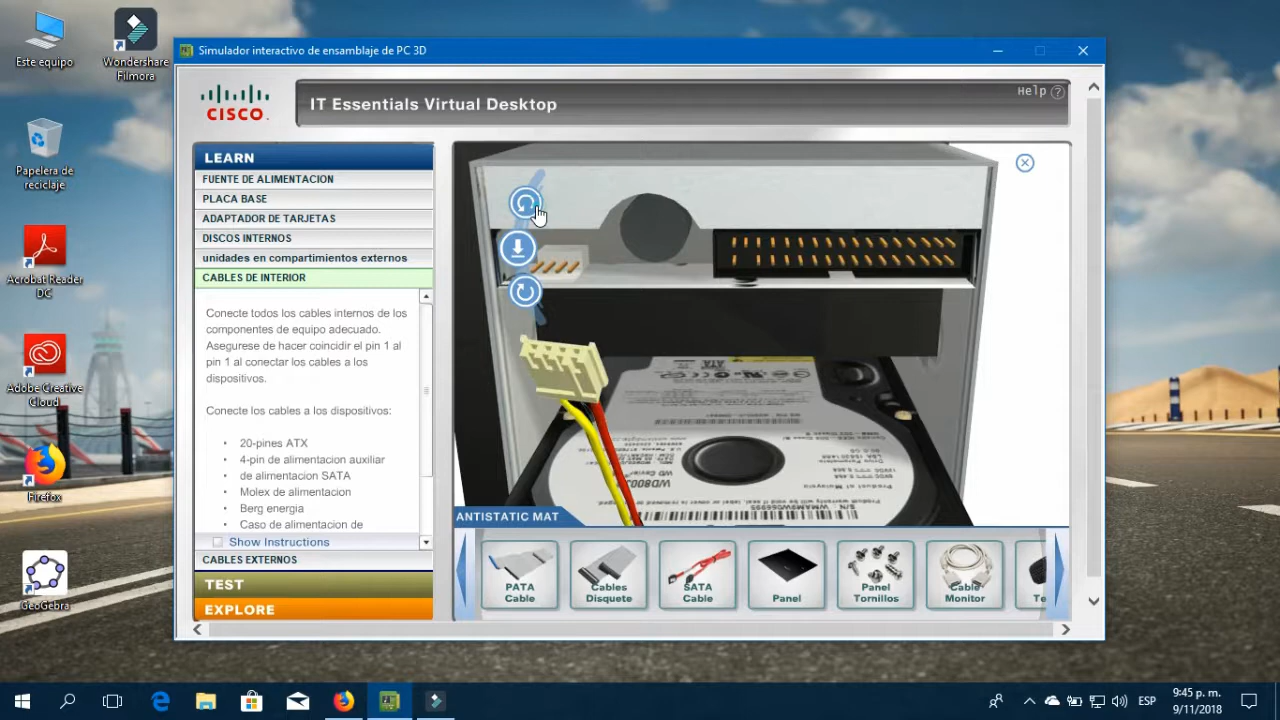 Este equipo
Wondershare
Filmora
Papelera de
reciclaje
Acrobat Reader
DC
Adobe Creative
Cloud
Firefox
GeoGebra
Simulador interactivo de ensamblaje de PC 3D
CISCO
IT Essentials Virtual Desktop
Help
LEARN
FUENTE DE ALIMENTACION
PLACA BASE
ADAPTADOR DE TARJETAS
DISCOS INTERNOS
unidades en compartimientos externos
CABLES DE INTERIOR
Conecte todos los cables internos de los
componentes de equipo adecuado.
Asegurese de hacer coincidir el pin 1 al
pin 1 al conectar los cables a los
dispositivos.
Conecte los cables a los dispositivos:
• 20-pines ATX
• 4-pin de alimentacion auxiliar
• de alimentacion SATA
• Molex de alimentacion
• Berg energia
• Caso de alimentacion de
Show Instructions
CABLES EXTERNOS
TEST
EXPLORE
ANTISTATIC MAT
PATA
Cable
Cables
Disquete
SATA
Cable
Panel
Panel
Tornillos
Cable
Monitor
Te
ESP
9:45 p. m.
9/11/2018